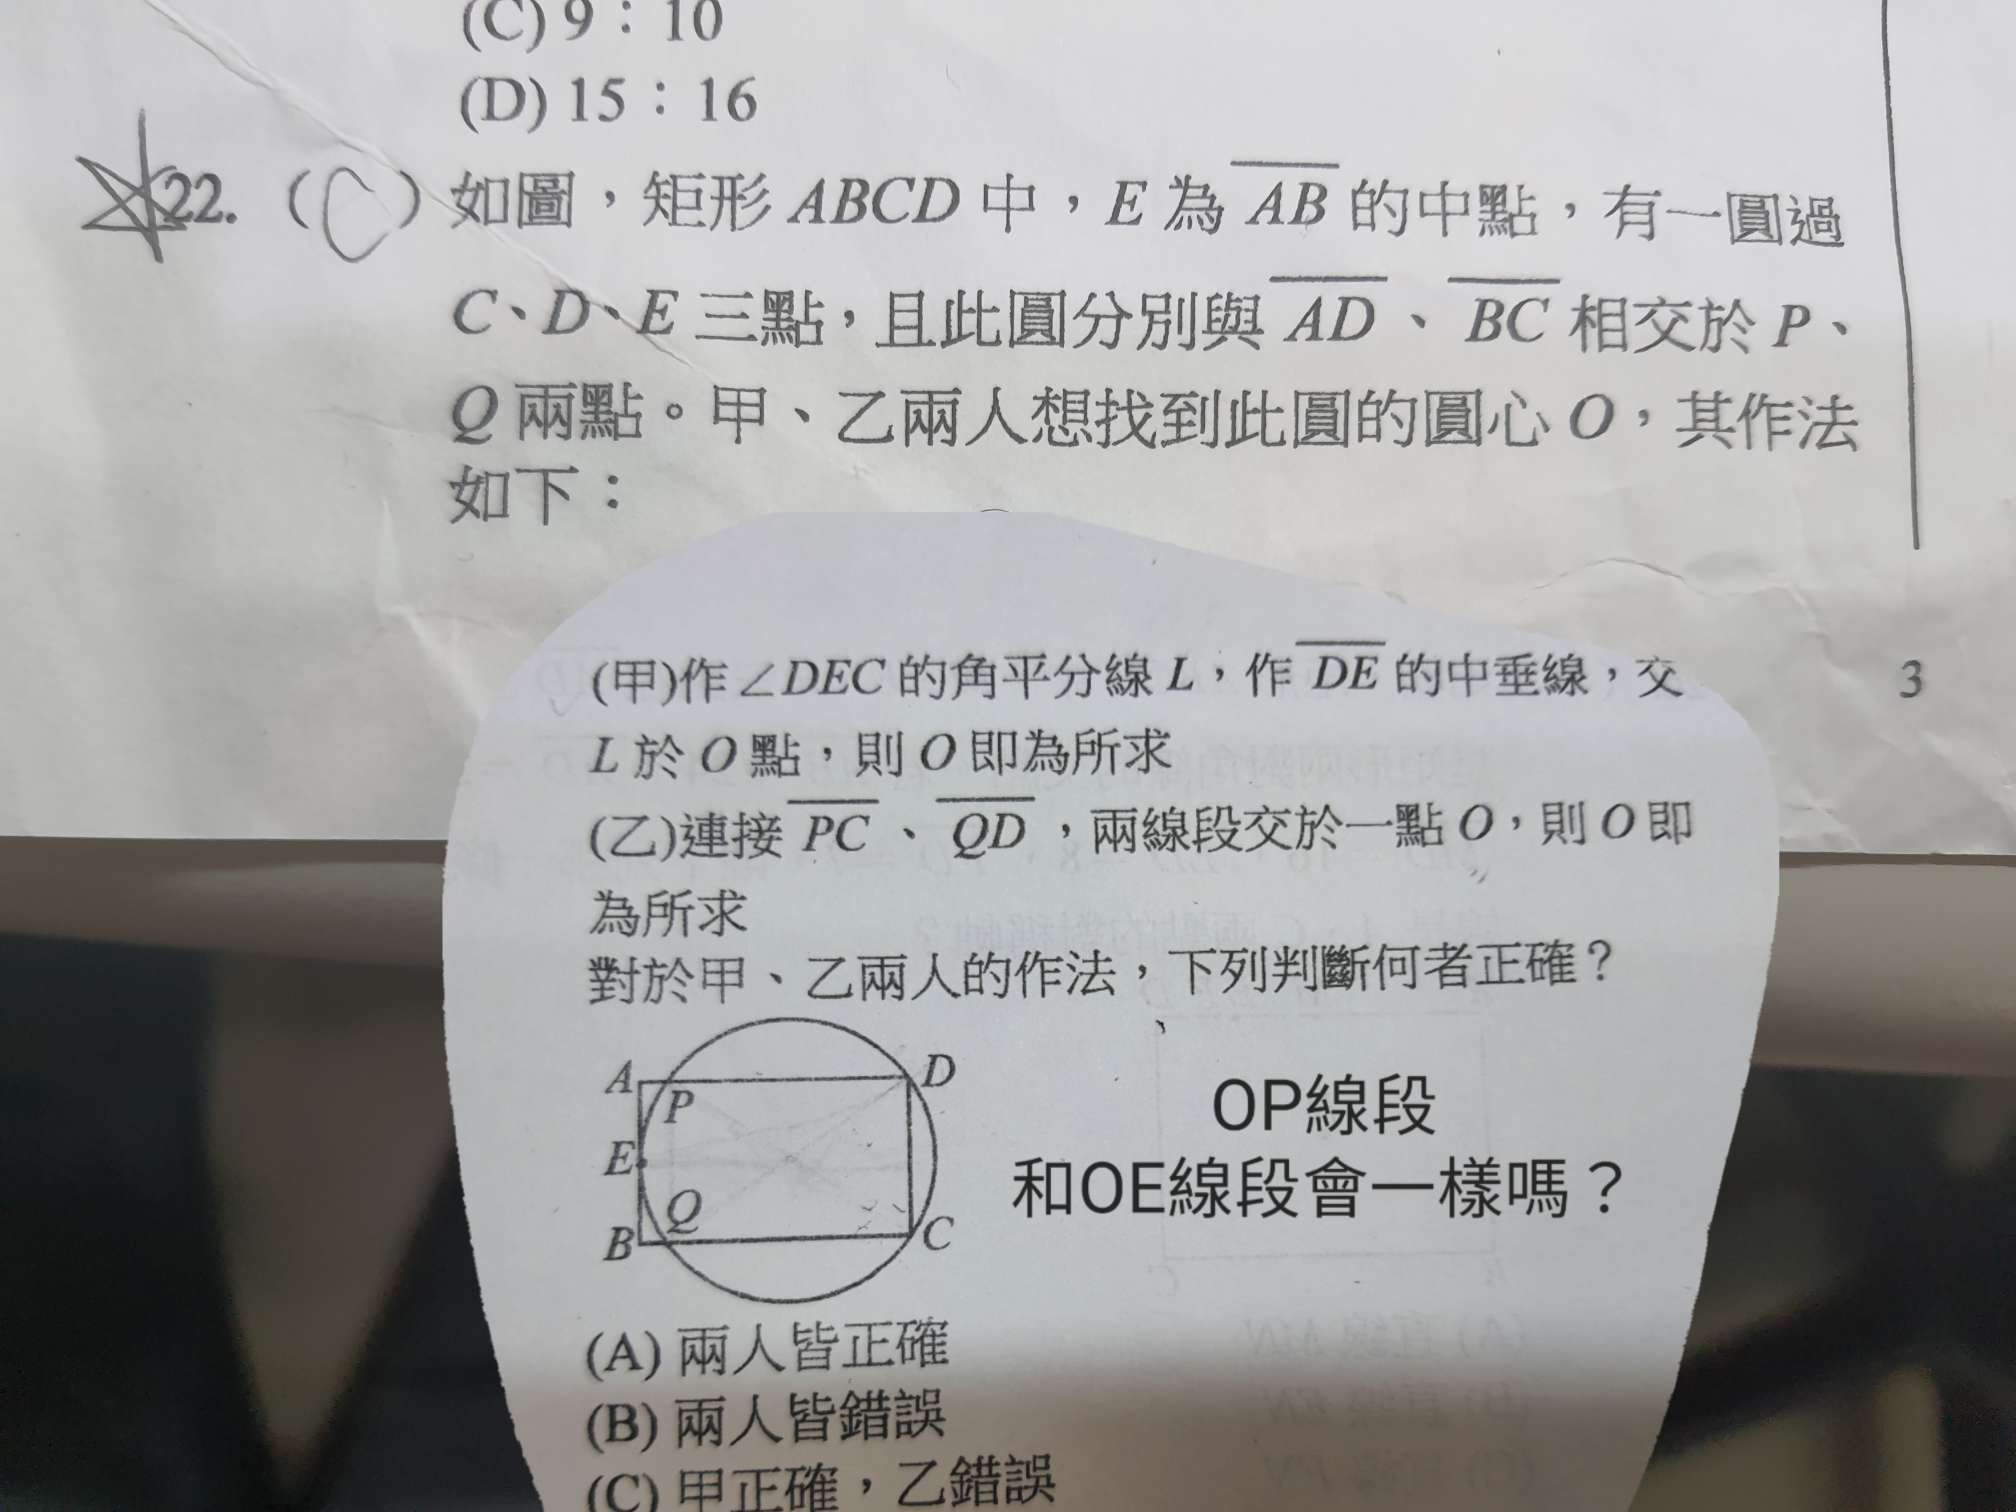 (C) 9：10
(D) 15：16
22. ( C ) 如圖，矩形 ABCD 中，E 為 AB 的中點，有一圓過
C、D、E 三點，且此圓分別與 AD、BC 相交於 P、
Q 兩點。甲、乙兩人想找到此圓的圓心 O，其作法
如下：
3
(甲)作∠DEC 的角平分線 L，作 DE 的中垂線，交
L 於 O 點，則 O 即為所求
(乙)連接 PC、QD，兩線段交於一點 O，則 O 即
為所求
對於甲、乙兩人的作法，下列判斷何者正確？
A
D
P
E
Q
B
C
OP線段
和OE線段會一樣嗎？
(A) 兩人皆正確
(B) 兩人皆錯誤
(C) 甲正確，乙錯誤